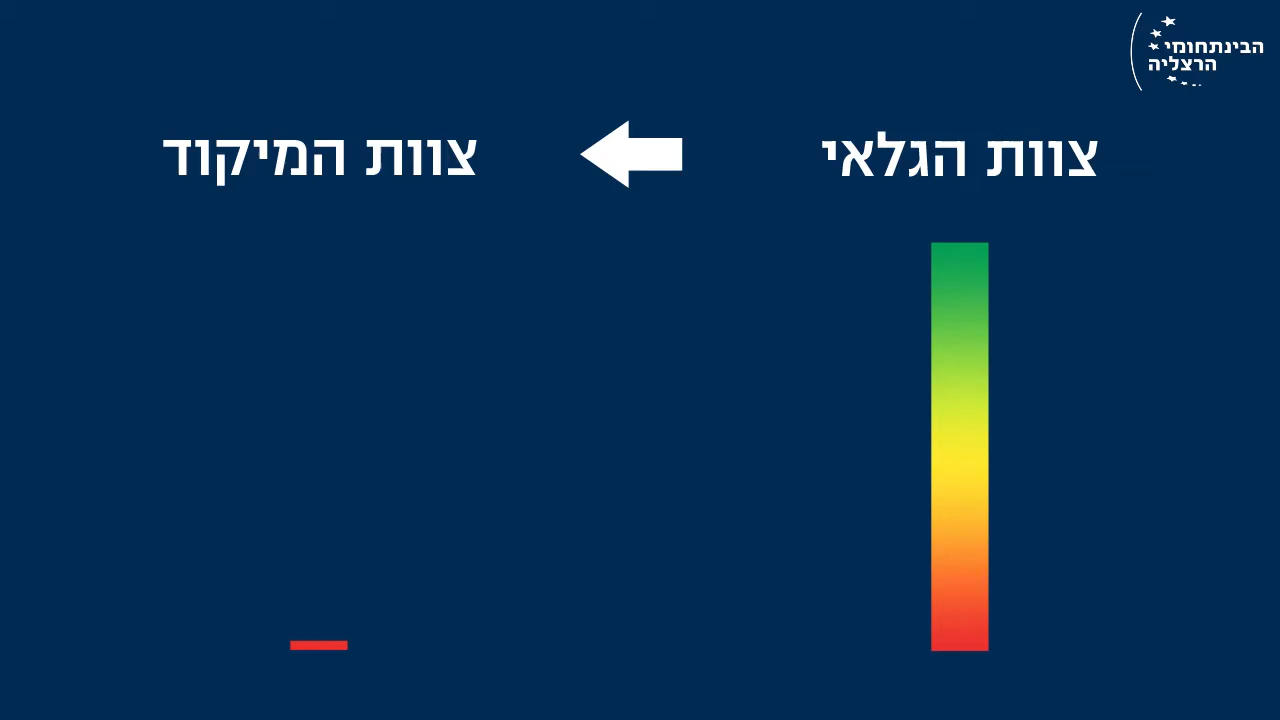 הבינתחומי
הרצליה
צוות הגלאי
צוות המיקוד